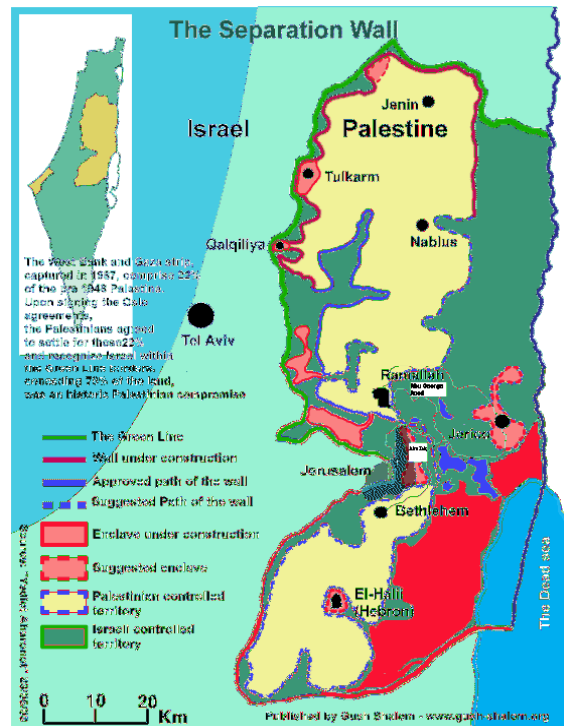 The Separation Wall
Israel
Palestine
Jenin
Tulkarm
Qalqiliya
Nablus
The West Bank and Gaza strip,
captured in 1967, comprise 22%
of the pre 1948 Palestine.
Upon signing the Oslo
agreements,
the Palestinians agreed
to settle for these 22%
and recognize Israel within
the Green Line borders.
conceding 78% of the land,
was an historic Palestinian compromise
Tel Aviv
Ramallah
Abu George
Jericho
Jerusalem
Bethlehem
El-Halil
(Hebron)
The Dead sea
The Green Line
Wall under construction
Approved path of the wall
Suggested Path of the wall
Enclave under construction
Suggested enclave
Palestinian controlled
territory
Israeli controlled
territory
0 10 20
Km
Published by Gush Shalom - www.gush-shalom.org